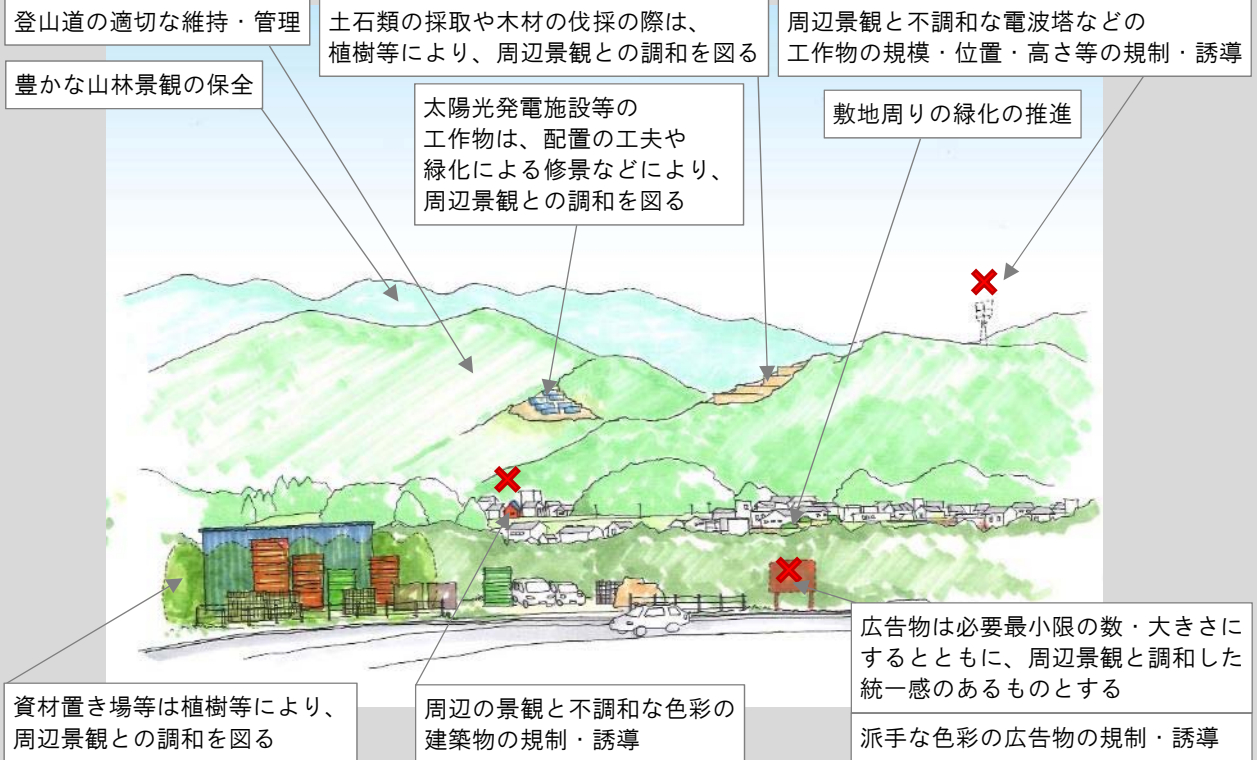 登山道の適切な維持・管理
土石類の採取や木材の伐採の際は、
植樹等により、周辺景観との調和を図る
周辺景観と不調和な電波塔などの
工作物の規模・位置・高さ等の規制・誘導
豊かな山林景観の保全
太陽光発電施設等の
工作物は、配置の工夫や
緑化による修景などにより、
周辺景観との調和を図る
敷地周りの緑化の推進
資材置き場等は植樹等により、
周辺景観との調和を図る
周辺の景観と不調和な色彩の
建築物の規制・誘導
広告物は必要最小限の数・大きさに
するとともに、周辺景観と調和した
統一感のあるものとする
派手な色彩の広告物の規制・誘導